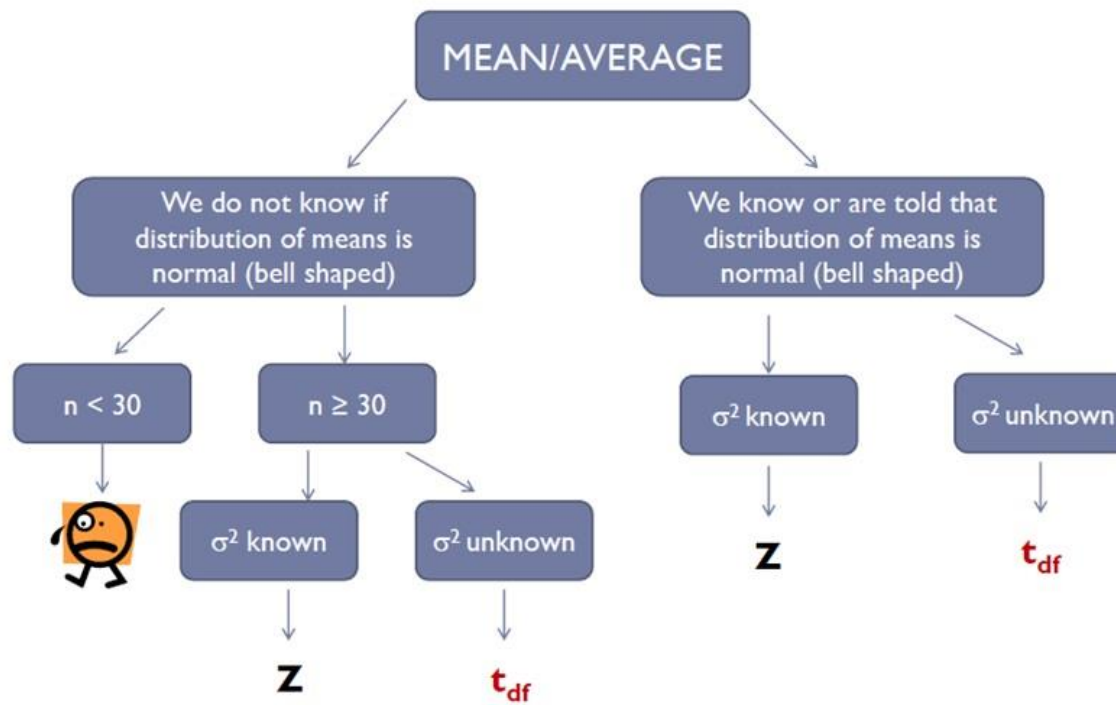 MEAN/AVERAGE
We do not know if
distribution of means is
normal (bell shaped)
We know or are told that
distribution of means is
normal (bell shaped)
n < 30
n ≥ 30
σ² known
σ² unknown
σ² known
σ² unknown
Z
t_df
Z
t_df